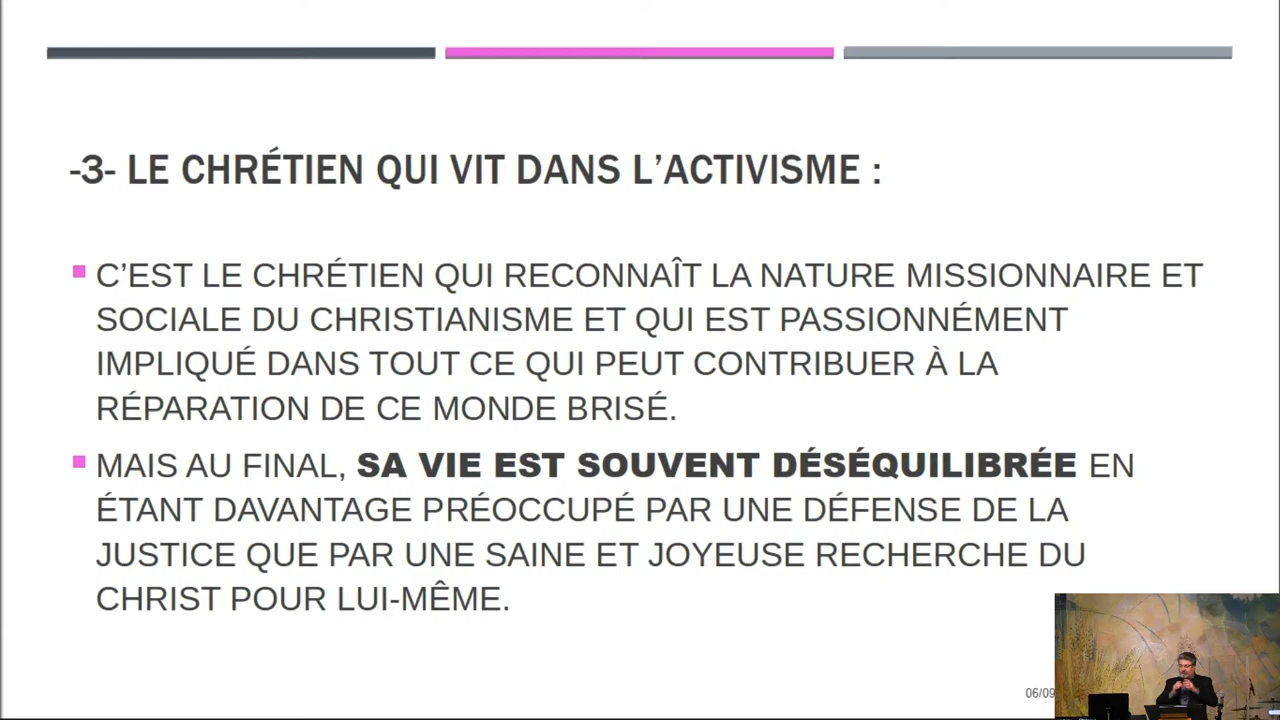 -3- LE CHRÉTIEN QUI VIT DANS L’ACTIVISME :
C’EST LE CHRÉTIEN QUI RECONNAÎT LA NATURE MISSIONNAIRE ET
SOCIALE DU CHRISTIANISME ET QUI EST PASSIONNÉMENT
IMPLIQUÉ DANS TOUT CE QUI PEUT CONTRIBUER À LA
RÉPARATION DE CE MONDE BRISÉ.
MAIS AU FINAL, SA VIE EST SOUVENT DÉSÉQUILIBRÉE EN
ÉTANT DAVANTAGE PRÉOCCUPÉ PAR UNE DÉFENSE DE LA
JUSTICE QUE PAR UNE SAINE ET JOYEUSE RECHERCHE DU
CHRIST POUR LUI-MÊME.
06/09